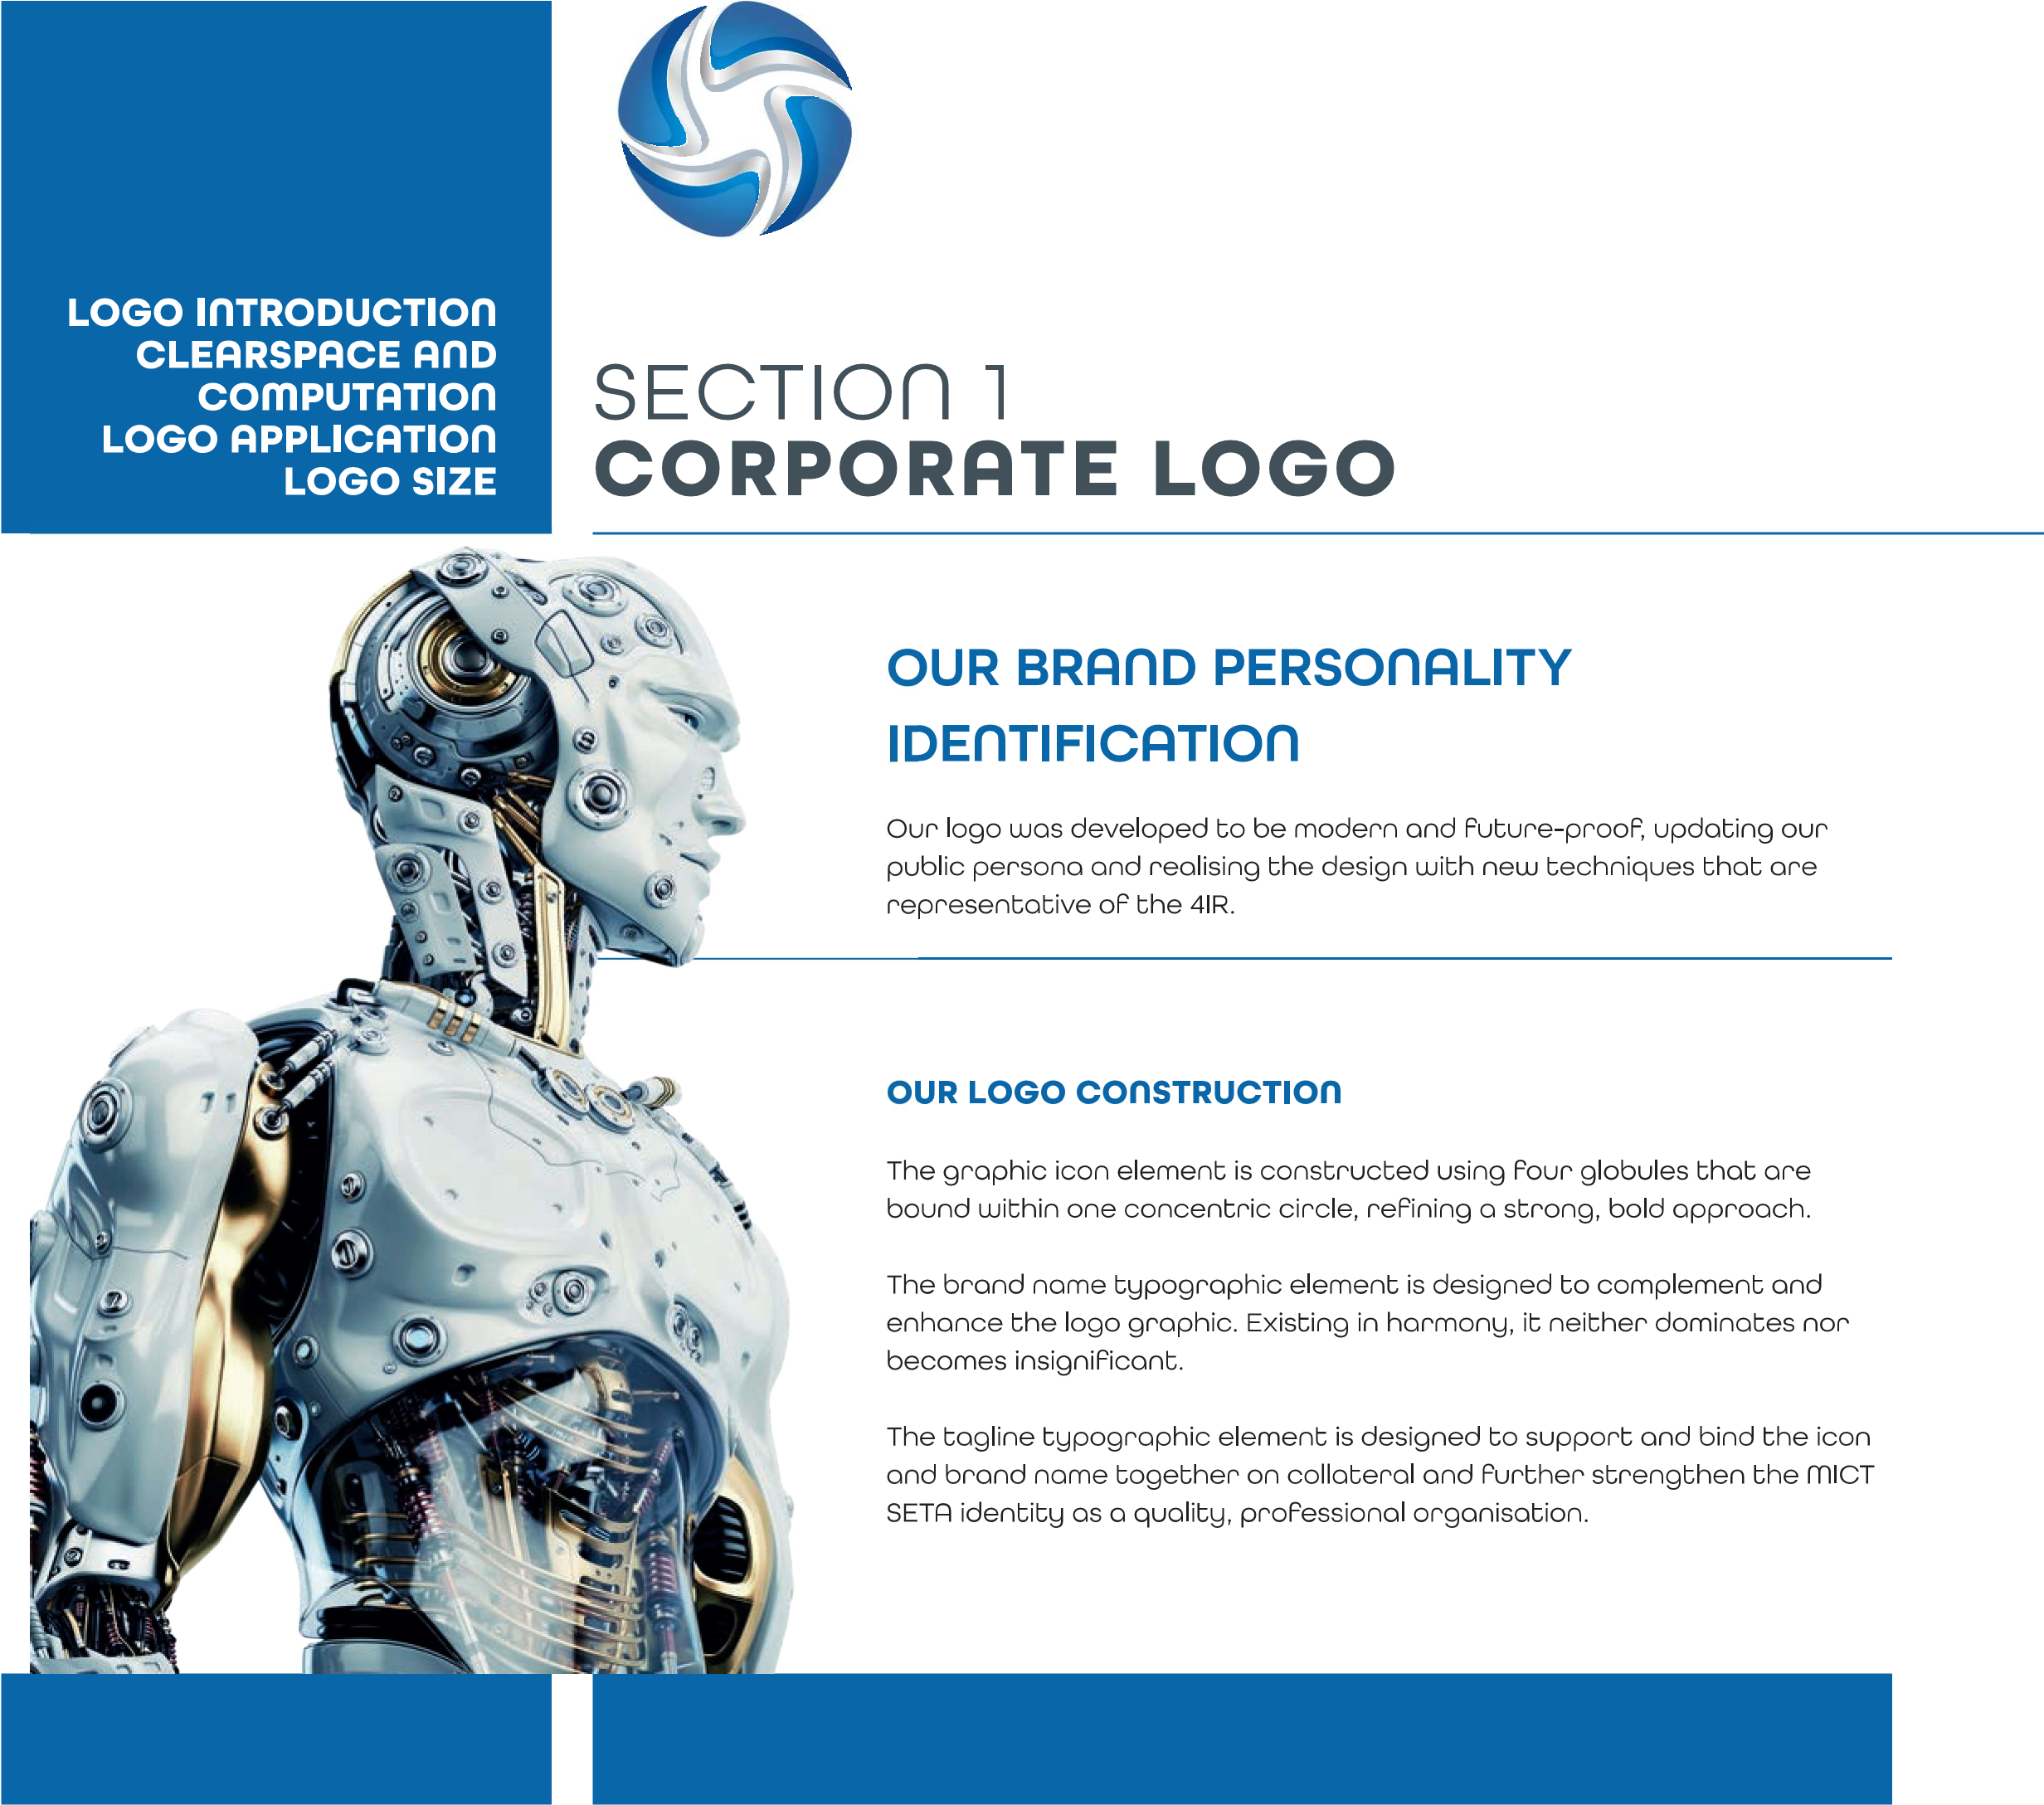 LOGO INTRODUCTION
CLEARSPACE AND
COMPUTATION
LOGO APPLICATION
LOGO SIZE
SECTION 1
CORPORATE LOGO
OUR BRAND PERSONALITY
IDENTIFICATION
Our logo was developed to be modern and future-proof, updating our
public persona and realising the design with new techniques that are
representative of the 4IR.
OUR LOGO CONSTRUCTION
The graphic icon element is constructed using four globules that are
bound within one concentric circle, refining a strong, bold approach.
The brand name typographic element is designed to complement and
enhance the logo graphic. Existing in harmony, it neither dominates nor
becomes insignificant.
The tagline typographic element is designed to support and bind the icon
and brand name together on collateral and further strengthen the MICT
SETA identity as a quality, professional organisation.